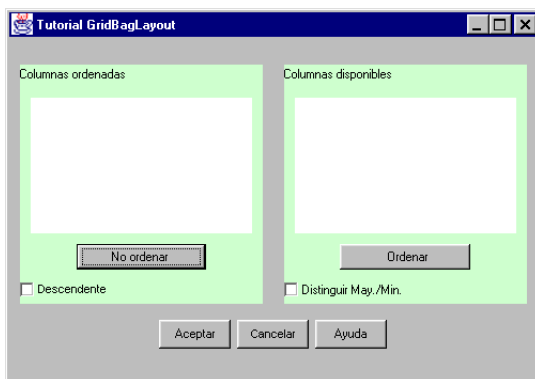 Tutorial GridBagLayout
Columnas ordenadas
Columnas disponibles
No ordenar
Ordenar
Descendente
Distinguir May./Min.
Aceptar
Cancelar
Ayuda